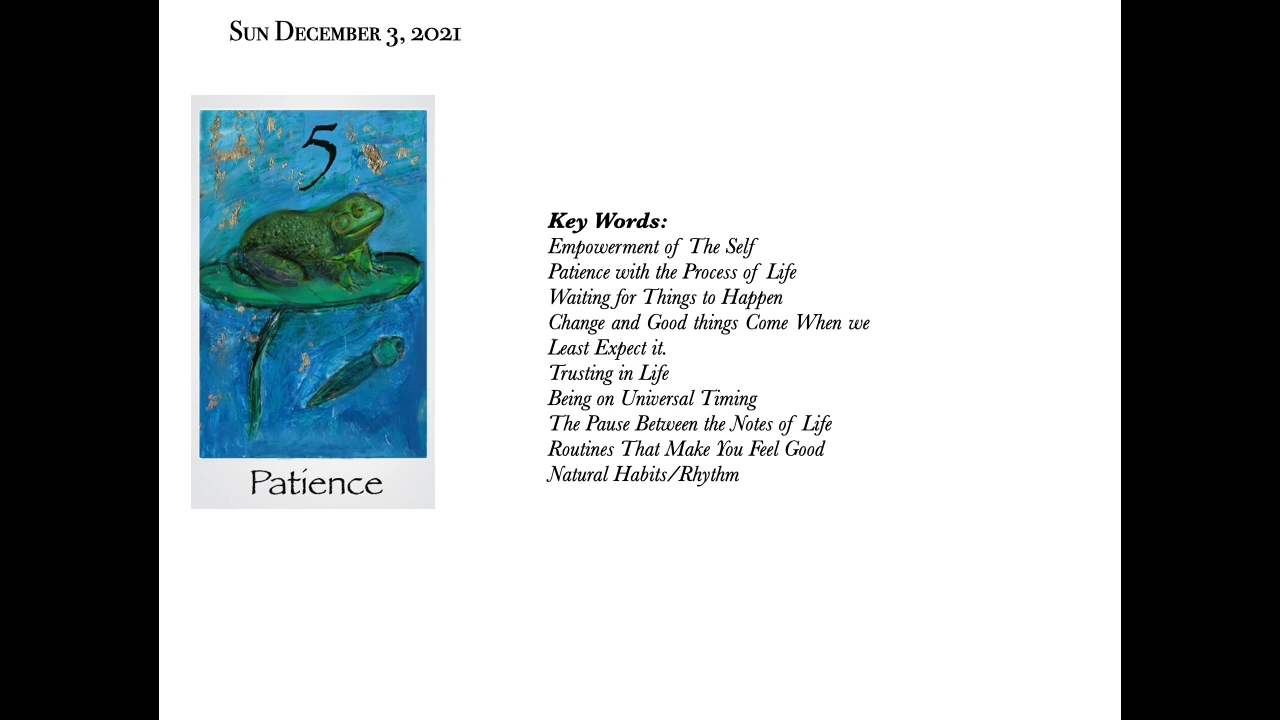 Sun December 3, 2021
5
Patience
Key Words:
Empowerment of The Self
Patience with the Process of Life
Waiting for Things to Happen
Change and Good things Come When we
Least Expect it.
Trusting in Life
Being on Universal Timing
The Pause Between the Notes of Life
Routines That Make You Feel Good
Natural Habits/Rhythm